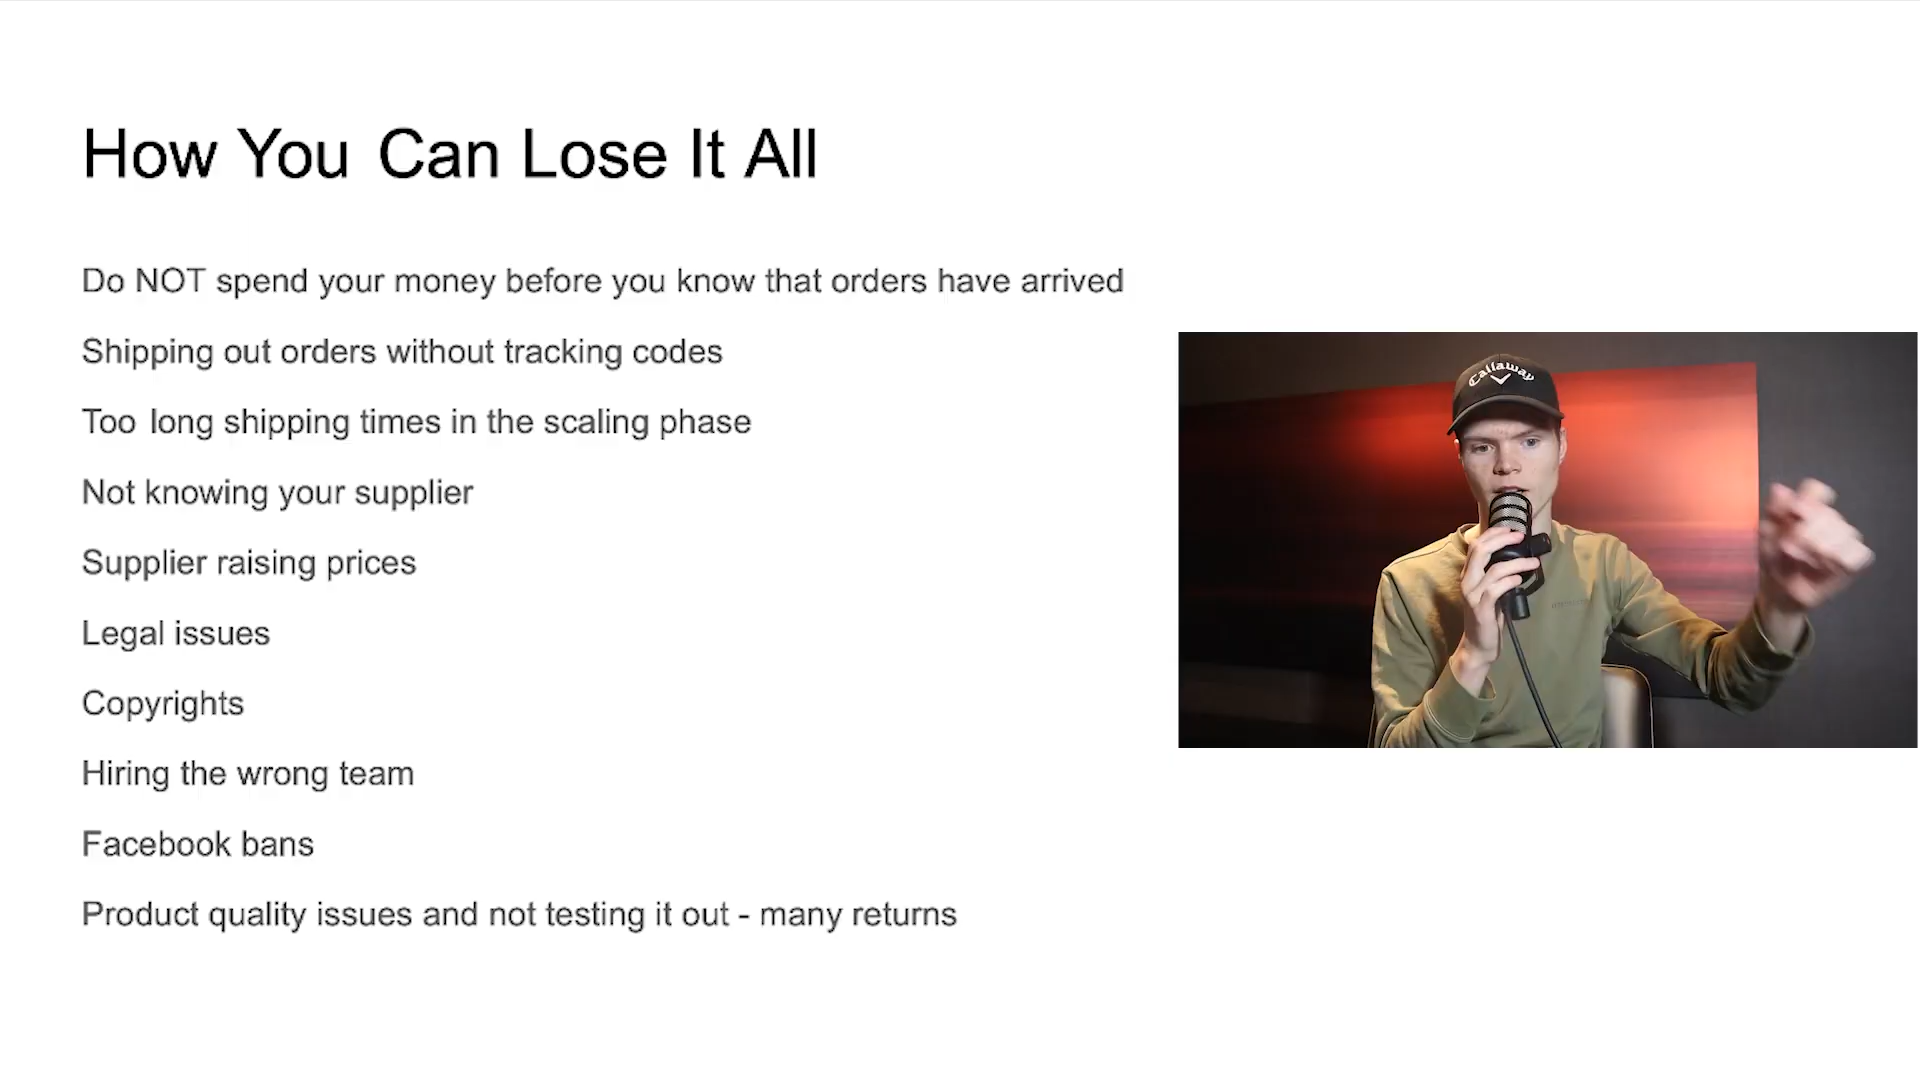 How You Can Lose It All
Do NOT spend your money before you know that orders have arrived
Shipping out orders without tracking codes
Too long shipping times in the scaling phase
Not knowing your supplier
Supplier raising prices
Legal issues
Copyrights
Hiring the wrong team
Facebook bans
Product quality issues and not testing it out - many returns
Callaway